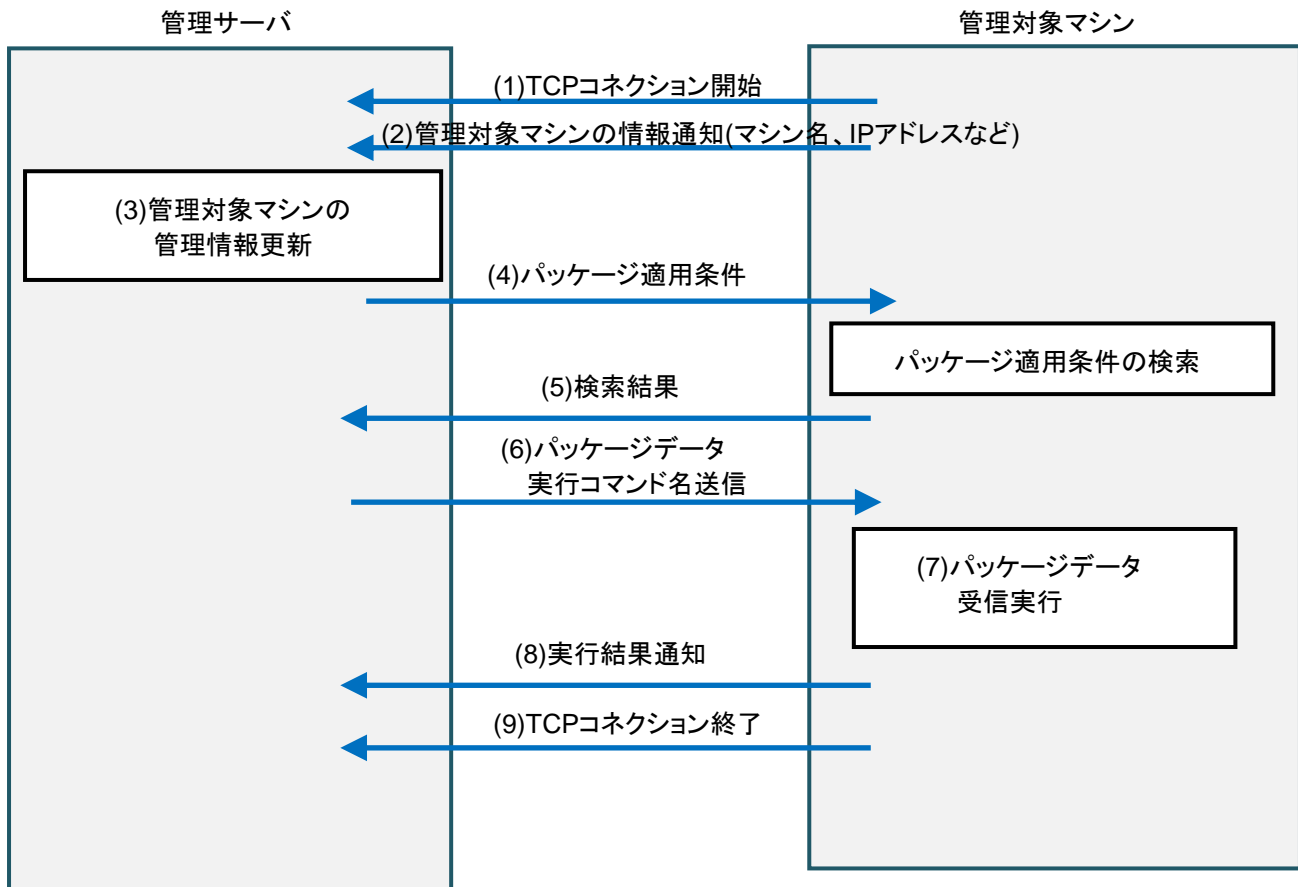 管理サーバ
管理対象マシン
(1)TCPコネクション開始
(2)管理対象マシンの情報通知(マシン名、IPアドレスなど)
(3)管理対象マシンの
管理情報更新
(4)パッケージ適用条件
パッケージ適用条件の検索
(5)検索結果
(6)パッケージデータ
実行コマンド名送信
(7)パッケージデータ
受信実行
(8)実行結果通知
(9)TCPコネクション終了